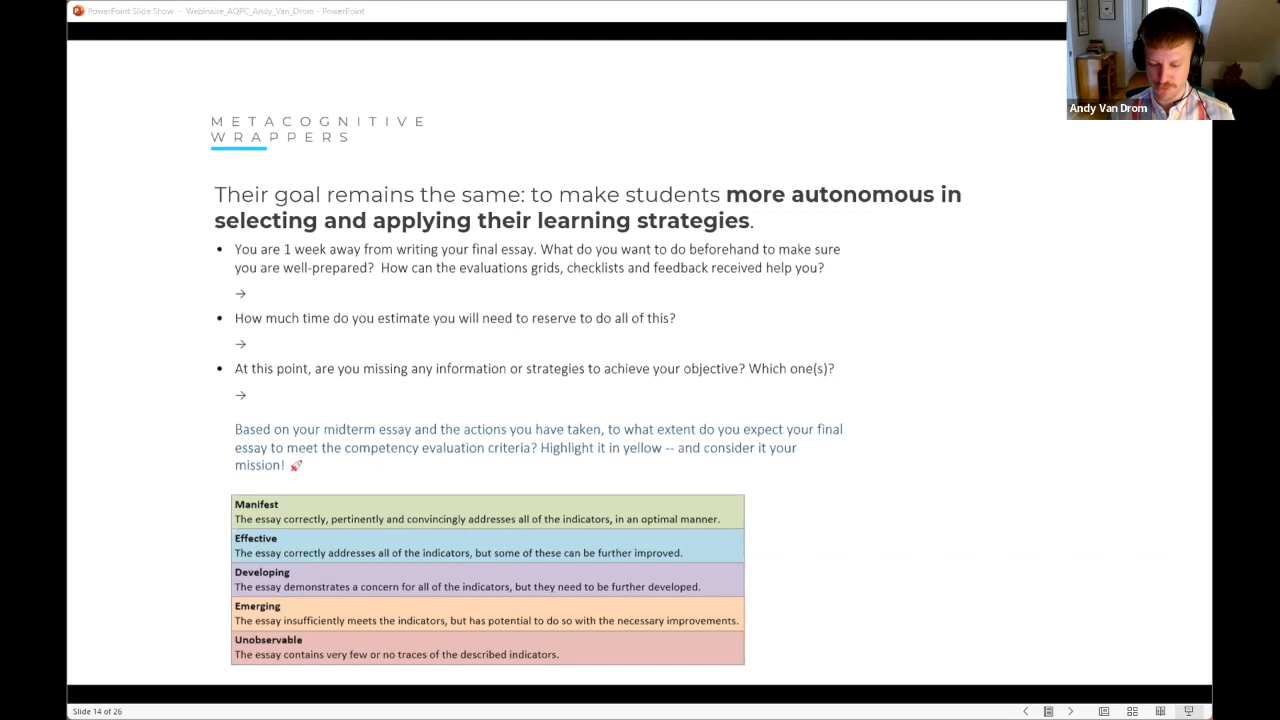 PowerPoint Slide Show - Webinaire_AQPC_Andy_Van_Drom - PowerPoint
Andy Van Drom
METACOGNITIVE
WRAPPERS
Their goal remains the same: to make students more autonomous in
selecting and applying their learning strategies.
• You are 1 week away from writing your final essay. What do you want to do beforehand to make sure
you are well-prepared? How can the evaluations grids, checklists and feedback received help you?
→
• How much time do you estimate you will need to reserve to do all of this?
→
• At this point, are you missing any information or strategies to achieve your objective? Which one(s)?
→
Based on your midterm essay and the actions you have taken, to what extent do you expect your final
essay to meet the competency evaluation criteria? Highlight it in yellow -- and consider it your
mission! 🚀
Manifest
The essay correctly, pertinently and convincingly addresses all of the indicators, in an optimal manner.
Effective
The essay correctly addresses all of the indicators, but some of these can be further improved.
Developing
The essay demonstrates a concern for all of the indicators, but they need to be further developed.
Emerging
The essay insufficiently meets the indicators, but has potential to do so with the necessary improvements.
Unobservable
The essay contains very few or no traces of the described indicators.
Slide 14 of 26